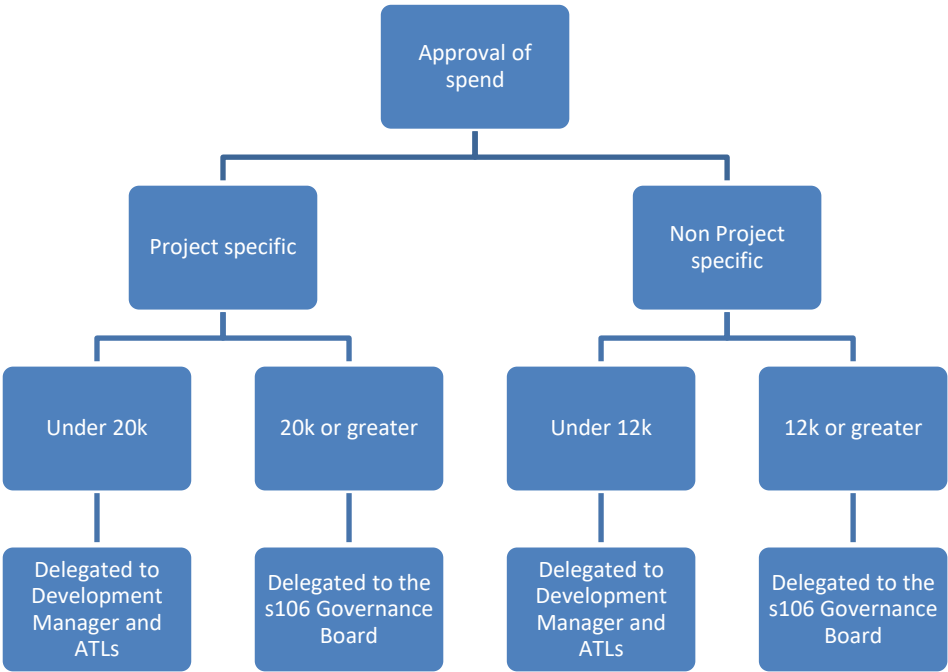 Approval of
spend
Project specific
Non Project
specific
Under 20k
20k or greater
Under 12k
12k or greater
Delegated to
Development
Manager and
ATLs
Delegated to the
s106 Governance
Board
Delegated to
Development
Manager and
ATLs
Delegated to the
s106 Governance
Board